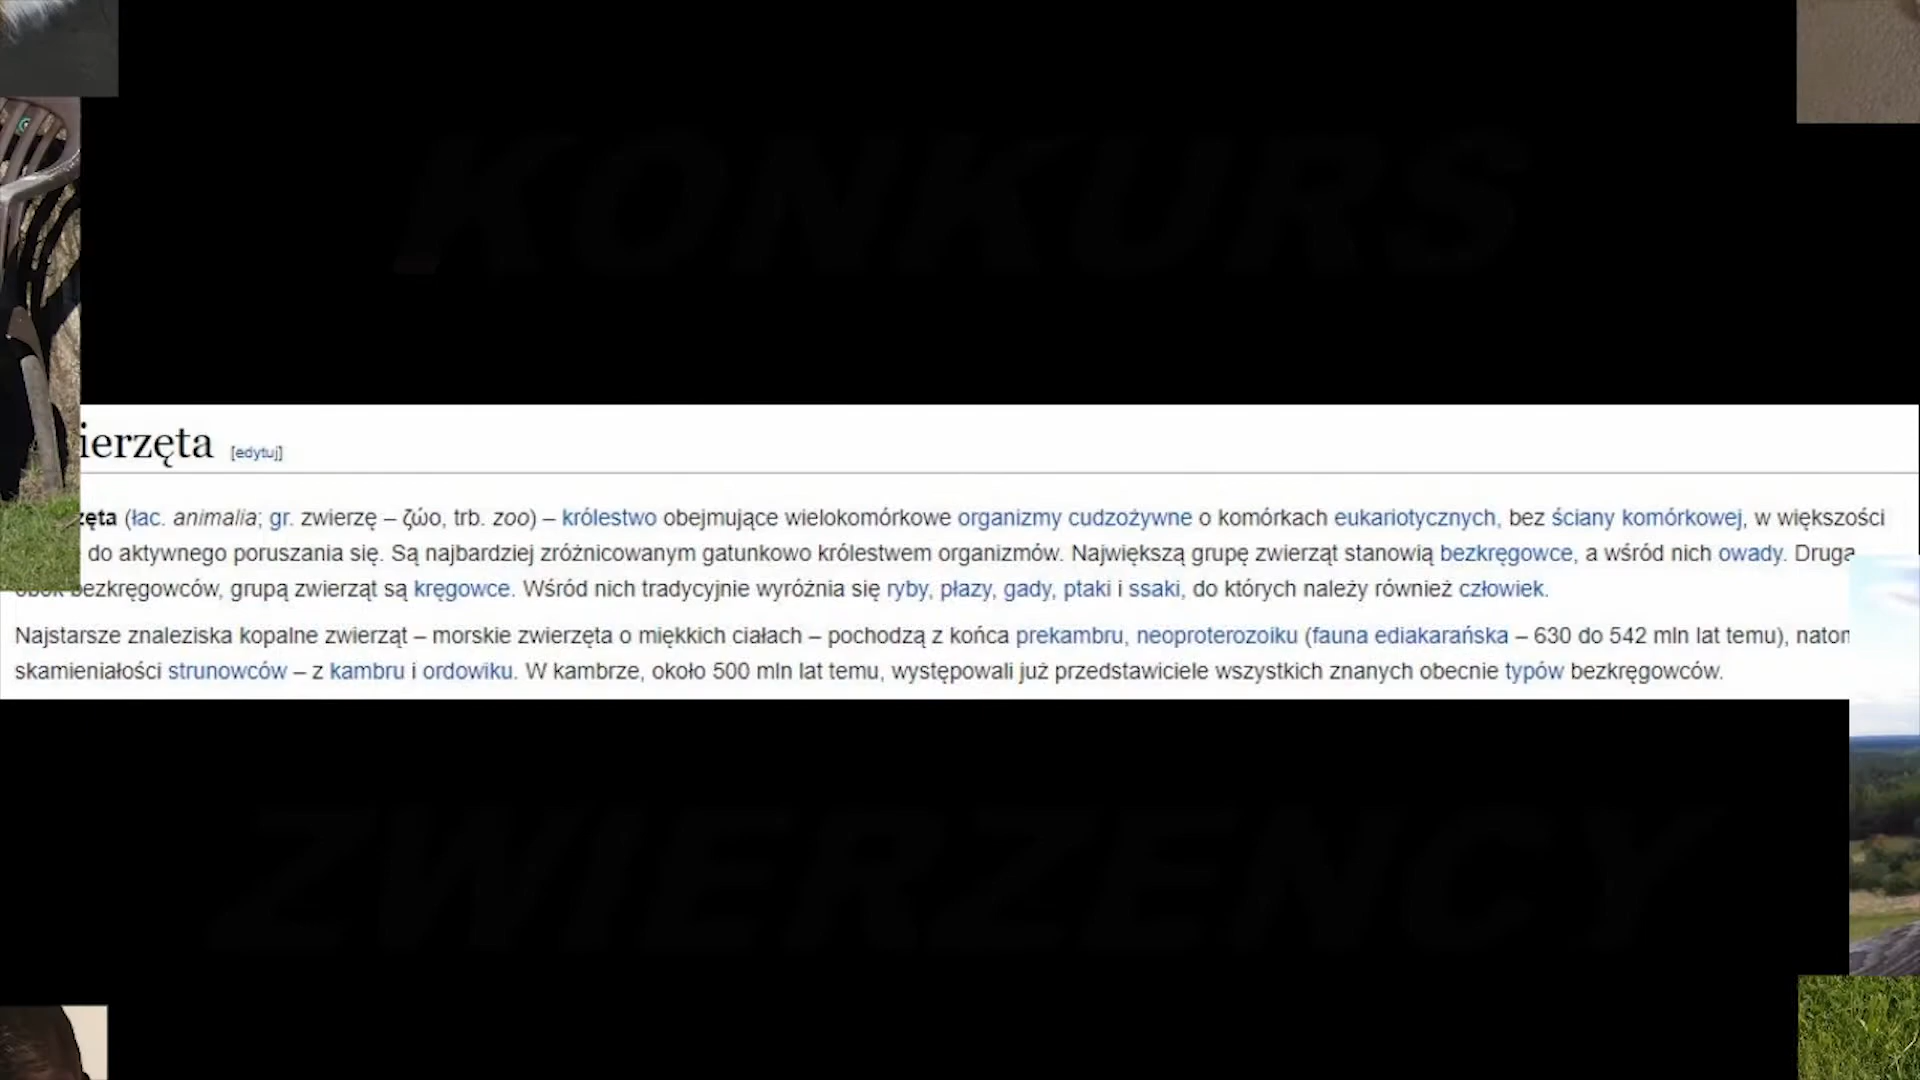 KONKURS
ierzęta [edytuj]
zęta (łac. animalia; gr. zwierzę – ζώο, trb. zoo) – królestwo obejmujące wielokomórkowe organizmy cudzożywne o komórkach eukariotycznych, bez ściany komórkowej, w większości
do aktywnego poruszania się. Są najbardziej zróżnicowanym gatunkowo królestwem organizmów. Największą grupę zwierząt stanowią bezkręgowce, a wśród nich owady. Drugą
obok bezkręgowców, grupą zwierząt są kręgowce. Wśród nich tradycyjnie wyróżnia się ryby, płazy, gady, ptaki i ssaki, do których należy również człowiek.
Najstarsze znaleziska kopalne zwierząt – morskie zwierzęta o miękkich ciałach – pochodzą z końca prekambru, neoproterozoiku (fauna ediakarańska – 630 do 542 mln lat temu), natom
skamieniałości strunowców – z kambru i ordowiku. W kambrze, około 500 mln lat temu, występowali już przedstawiciele wszystkich znanych obecnie typów bezkręgowców.
ZWIERZENCY